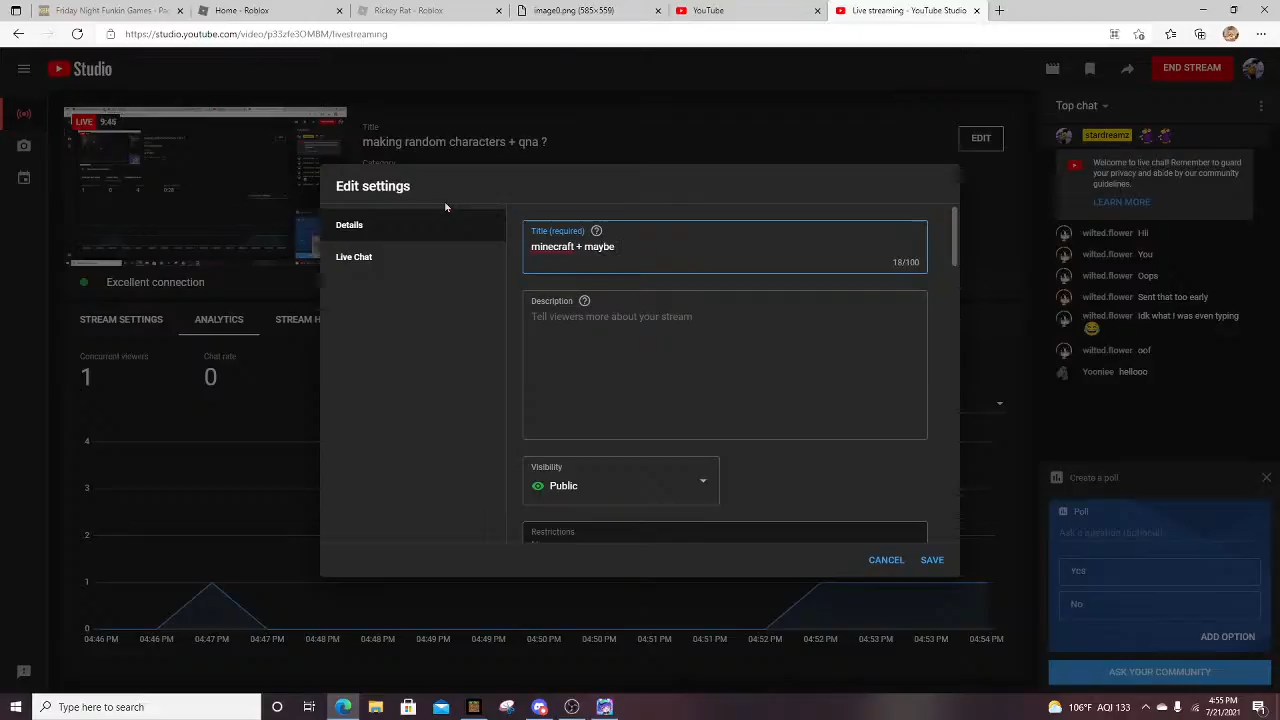 Friday Night Funkin Games - Pa
Home - Roblox
Rickey Rat - Roblox
image0.png (585×559)
YouTube
Live streaming - YouTube Studio
https://studio.youtube.com/video/p33zfe3OMBM/livestreaming
Studio
END STREAM
LIVE 9:45
Title
making random characters + qna ?
Category
EDIT
Top chat
stardreamz
Welcome to live chat! Remember to guard
your privacy and abide by our community
guidelines.
LEARN MORE
wilted.flower Hii
wilted.flower You
wilted.flower Oops
wilted.flower Sent that too early
wilted.flower Idk what I was even typing
😂
wilted.flower oof
Yooniee hellooo
Edit settings
Details
Live Chat
Title (required)
minecraft + maybe
18/100
Description
Tell viewers more about your stream
Visibility
Public
Restrictions
CANCEL SAVE
Excellent connection
STREAM SETTINGS ANALYTICS STREAM H
Concurrent viewers
1
Chat rate
0
4
3
2
1
0
04:46 PM 04:46 PM 04:47 PM 04:47 PM 04:48 PM 04:48 PM 04:49 PM 04:49 PM 04:50 PM 04:50 PM 04:51 PM 04:51 PM 04:52 PM 04:52 PM 04:53 PM 04:53 PM 04:54 PM
Create a poll
Poll
Ask a question (optional)
Yes
No
ADD OPTION
ASK YOUR COMMUNITY
Type here to search
106°F AQI 133
4:55 PM
7/21/2021